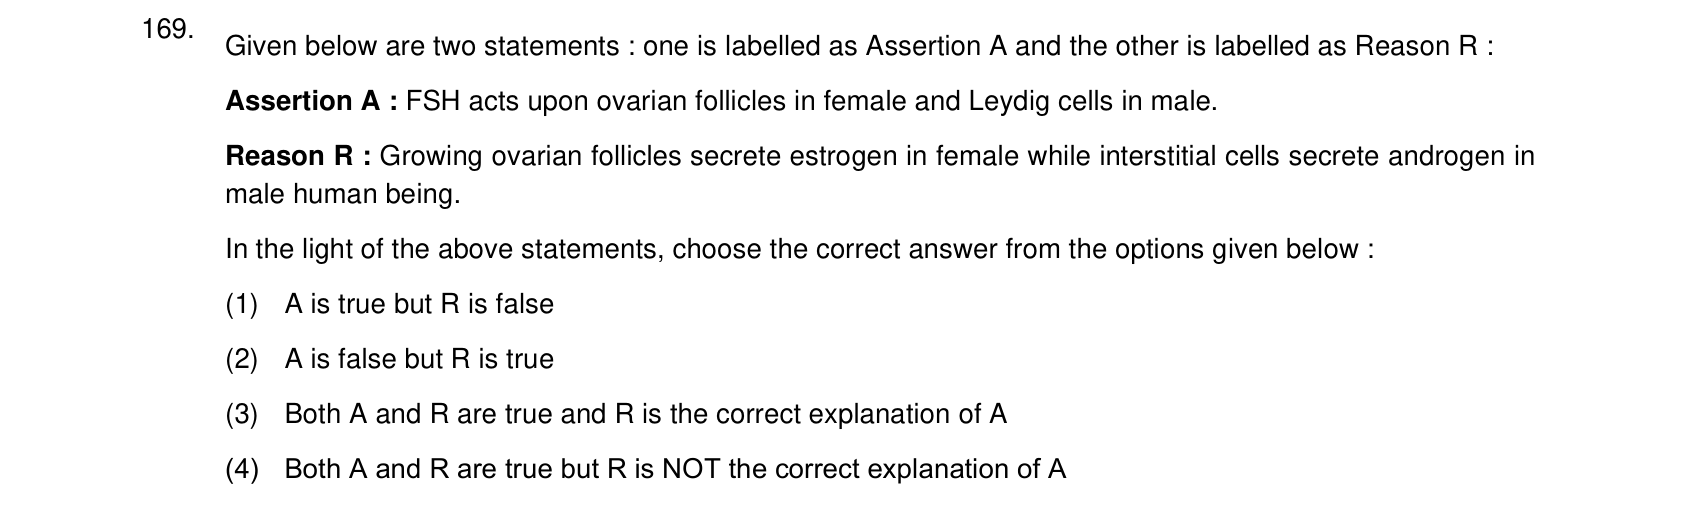 169.
Given below are two statements : one is labelled as Assertion A and the other is labelled as Reason R :
Assertion A : FSH acts upon ovarian follicles in female and Leydig cells in male.
Reason R : Growing ovarian follicles secrete estrogen in female while interstitial cells secrete androgen in
male human being.
In the light of the above statements, choose the correct answer from the options given below :
(1) A is true but R is false
(2) A is false but R is true
(3) Both A and R are true and R is the correct explanation of A
(4) Both A and R are true but R is NOT the correct explanation of A